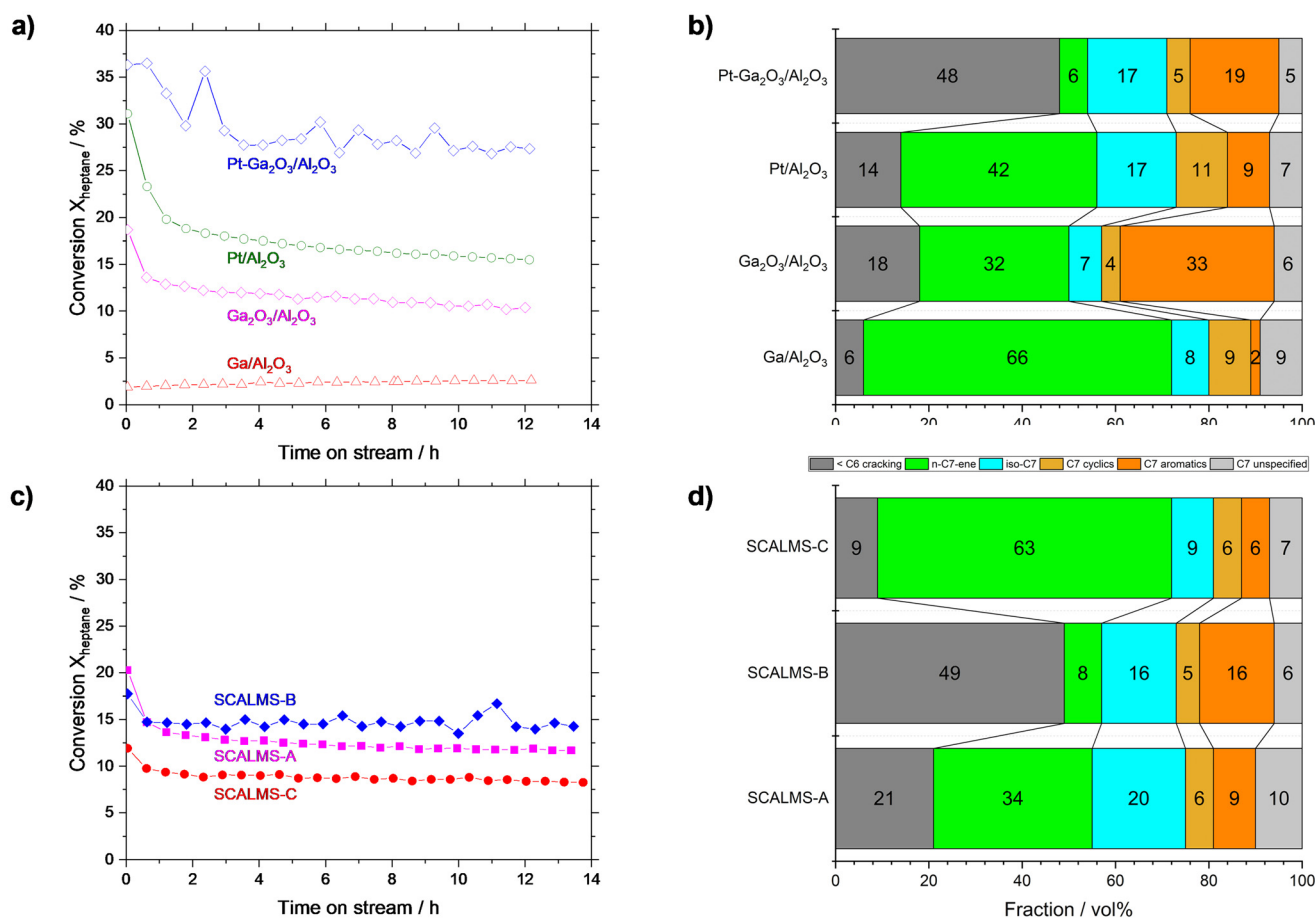 a)
40
35
30
25
20
15
10
5
0
Conversion X_heptane / %
Pt-Ga₂O₃/Al₂O₃
Pt/Al₂O₃
Ga₂O₃/Al₂O₃
Ga/Al₂O₃
0 2 4 6 8 10 12 14
Time on stream / h
b)
Pt-Ga₂O₃/Al₂O₃ 48 6 17 5 19 5
Pt/Al₂O₃ 14 42 17 11 9 7
Ga₂O₃/Al₂O₃ 18 32 7 4 33 6
Ga/Al₂O₃ 6 66 8 9 2 9
0 20 40 60 80 100
< C6 cracking n-C7-ene iso-C7 C7 cyclics C7 aromatics C7 unspecified
c)
40
35
30
25
20
15
10
5
0
Conversion X_heptane / %
SCALMS-B
SCALMS-A
SCALMS-C
0 2 4 6 8 10 12 14
Time on stream / h
d)
SCALMS-C 9 63 9 6 6 7
SCALMS-B 49 8 16 5 16 6
SCALMS-A 21 34 20 6 9 10
0 20 40 60 80 100
Fraction / vol%